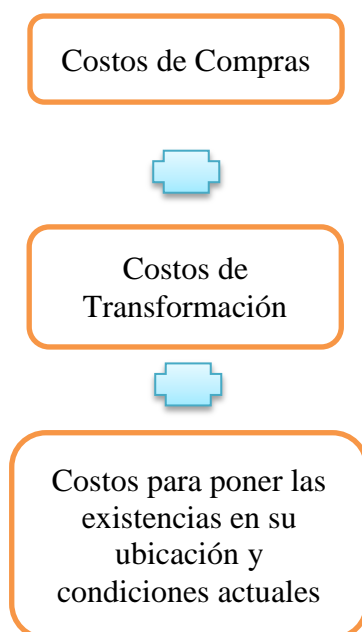 Costos de Compras
Costos de
Transformación
Costos para poner las
existencias en su
ubicación y
condiciones actuales